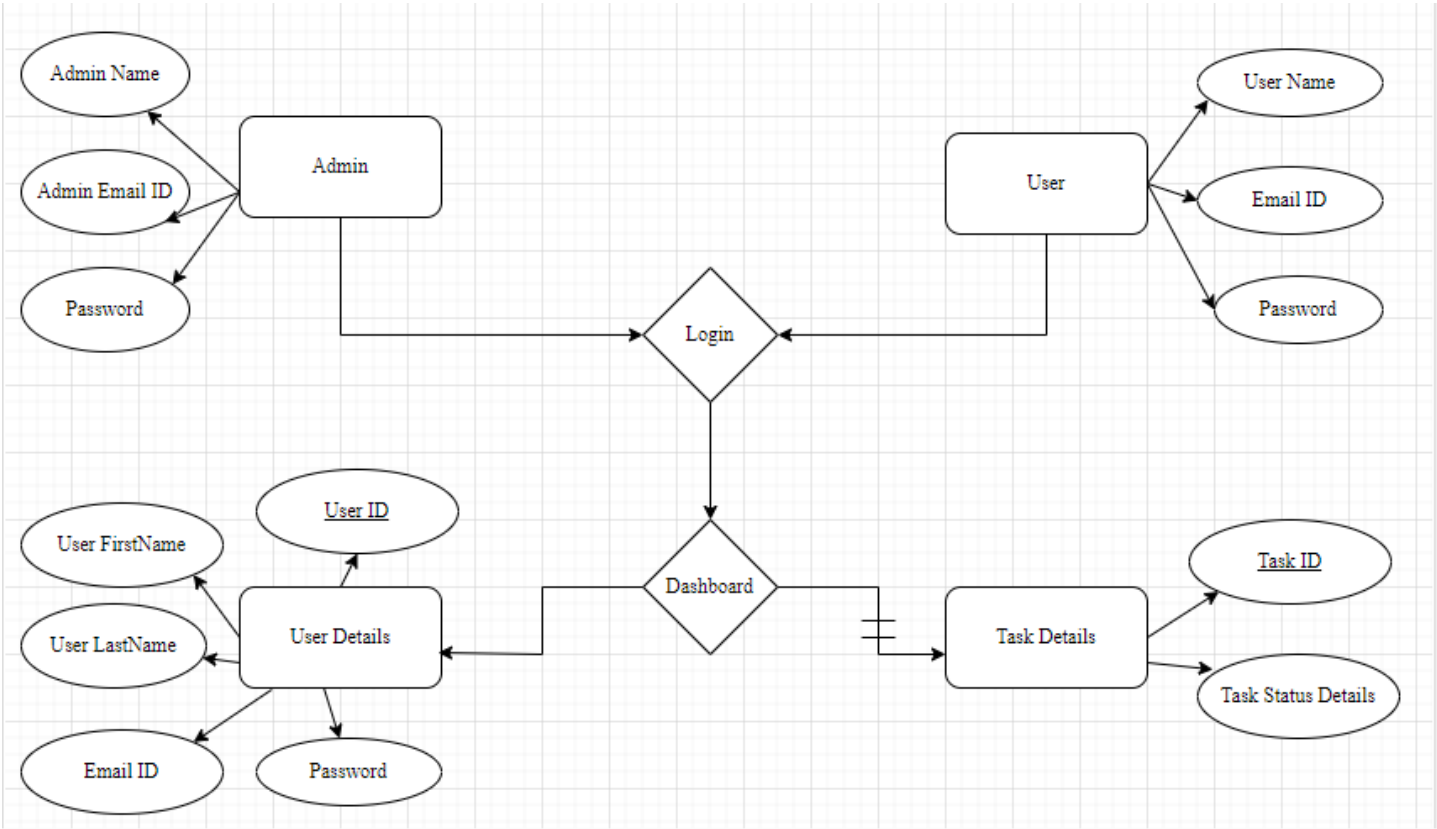 Admin Name
User Name
Admin
User
Admin Email ID
Email ID
Password
Password
Login
User ID
User FirstName
Task ID
Dashboard
User Details
Task Details
User LastName
Task Status Details
Email ID
Password